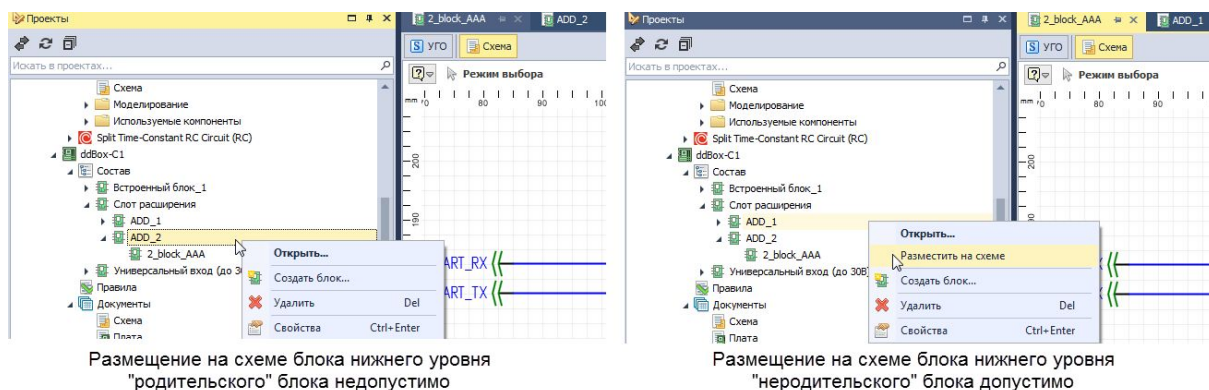 Проекты
Искать в проектах...
Схема
Моделирование
Используемые компоненты
Split Time-Constant RC Circuit (RC)
ddBox-C1
Состав
Встроенный блок_1
Слот расширения
ADD_1
ADD_2
2_block_AAA
Универсальный вход (до 30
Правила
Документы
Схема
Плата
2_block_AAA
ADD_2
УГО
Схема
Режим выбора
mm 70 80 90 100
200
190
ART_RX
ART_TX
Открыть...
Создать блок...
Удалить Del
Свойства Ctrl+Enter
Размещение на схеме блока нижнего уровня
"родительского" блока недопустимо
Проекты
Искать в проектах...
Схема
Моделирование
Используемые компоненты
Split Time-Constant RC Circuit (RC)
ddBox-C1
Состав
Встроенный блок_1
Слот расширения
ADD_1
ADD_2
2_block_AAA
Универсальный вход (до 30В
Правила
Документы
Схема
Плата
2_block_AAA
ADD_1
УГО
Схема
Режим выбора
mm 70 80 90
200
Открыть...
Разместить на схеме
Создать блок...
Удалить Del
Свойства Ctrl+Enter
Размещение на схеме блока нижнего уровня
"неродительского" блока допустимо